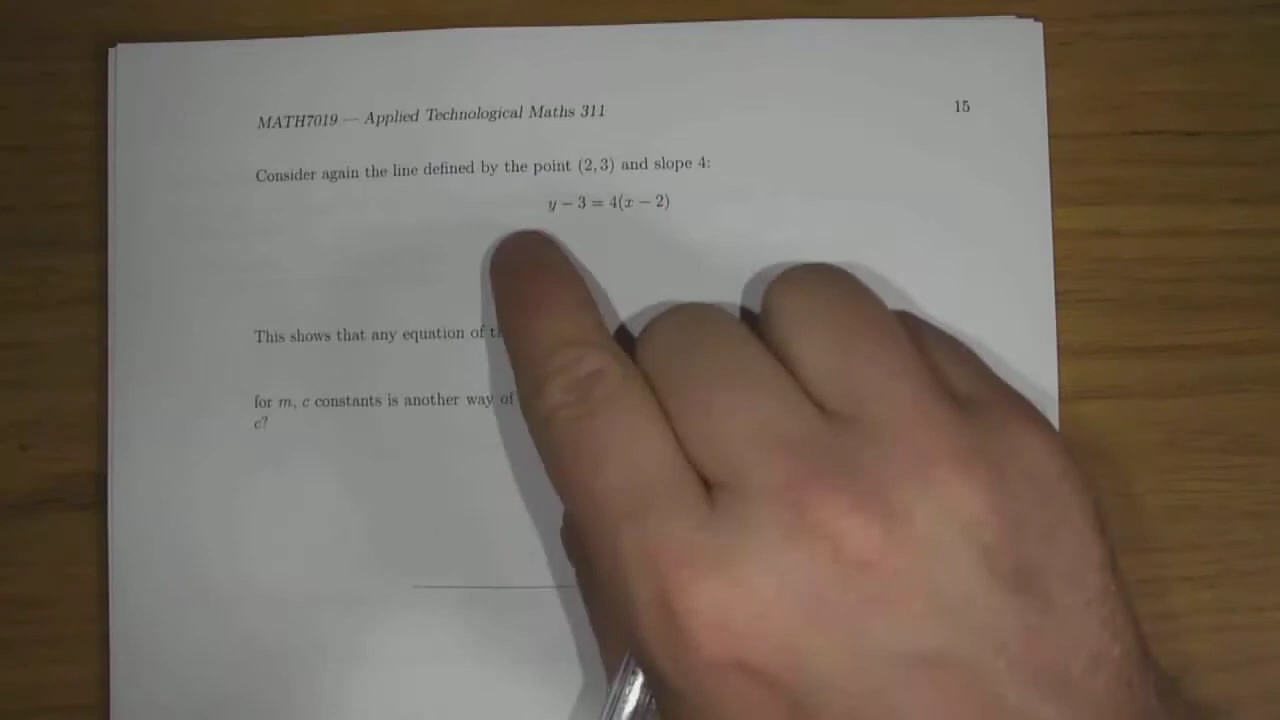 MATH7019 — Applied Technological Maths 311
15
Consider again the line defined by the point (2, 3) and slope 4:
y − 3 = 4(x − 2)
This shows that any equation of
for m, c constants is another way of
c?